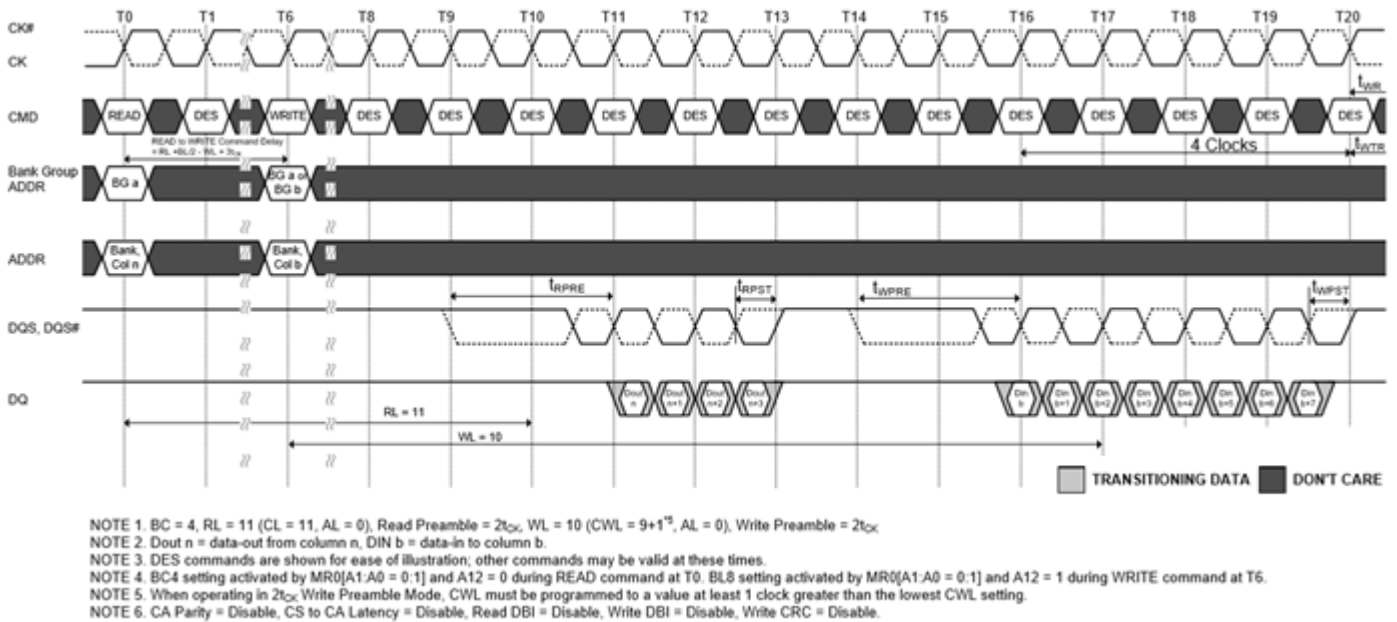 T0 T1 T6 T8 T9 T10 T11 T12 T13 T14 T15 T16 T17 T18 T19 T20
CK#
CK
tWR
CMD READ DES WRITE DES DES DES DES DES DES DES DES DES DES DES DES DES
READ to WRITE Command Delay
= RL +BL/2 - WL + 3tCK
4 Clocks tWTR
Bank Group
ADDR
BG a
BG a or
BG b
ADDR
Bank,
Col n
Bank,
Col b
tRPRE tRPST tWPRE tWPST
DQS, DQS#
DQ
Dout
n
Dout
n+1
Dout
n+2
Dout
n+3
Din
b
Din
b+1
Din
b+2
Din
b+3
Din
b+4
Din
b+5
Din
b+6
Din
b+7
RL = 11
WL = 10
TRANSITIONING DATA DON'T CARE
NOTE 1. BC = 4, RL = 11 (CL = 11, AL = 0), Read Preamble = 2tCK, WL = 10 (CWL = 9+1*5, AL = 0), Write Preamble = 2tCK
NOTE 2. Dout n = data-out from column n, DIN b = data-in to column b.
NOTE 3. DES commands are shown for ease of illustration; other commands may be valid at these times.
NOTE 4. BC4 setting activated by MR0[A1:A0 = 0:1] and A12 = 0 during READ command at T0. BL8 setting activated by MR0[A1:A0 = 0:1] and A12 = 1 during WRITE command at T6.
NOTE 5. When operating in 2tCK Write Preamble Mode, CWL must be programmed to a value at least 1 clock greater than the lowest CWL setting.
NOTE 6. CA Parity = Disable, CS to CA Latency = Disable, Read DBI = Disable, Write DBI = Disable, Write CRC = Disable.